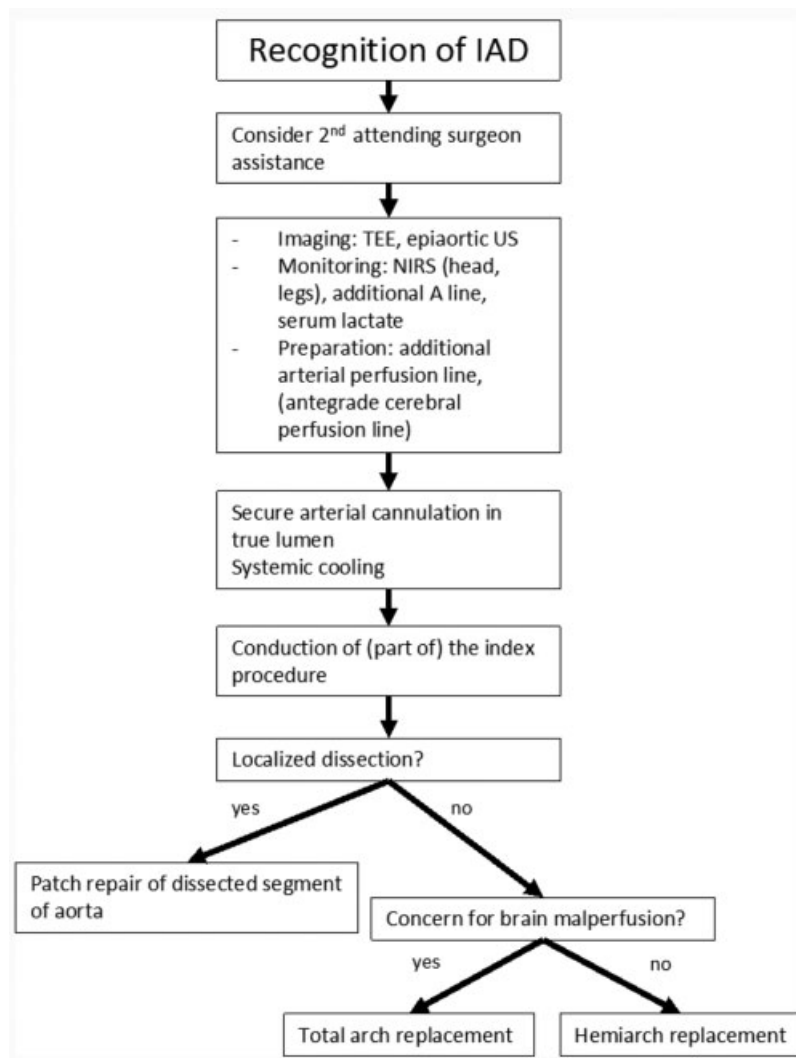 Recognition of IAD
Consider 2nd attending surgeon
assistance
- Imaging: TEE, epiaortic US
- Monitoring: NIRS (head,
legs), additional A line,
serum lactate
- Preparation: additional
arterial perfusion line,
(antegrade cerebral
perfusion line)
Secure arterial cannulation in
true lumen
Systemic cooling
Conduction of (part of) the index
procedure
Localized dissection?
yes
no
Patch repair of dissected segment
of aorta
Concern for brain malperfusion?
yes
no
Total arch replacement
Hemiarch replacement